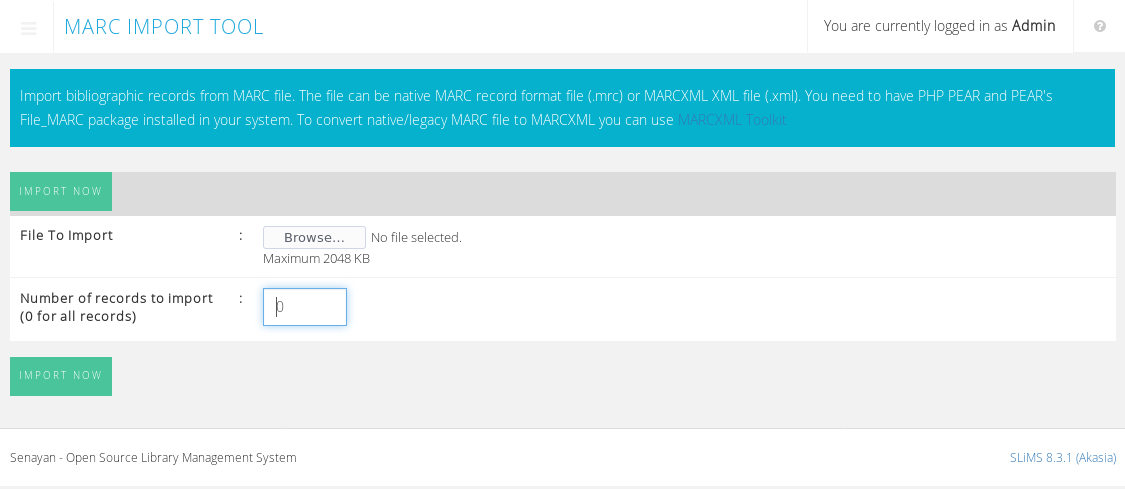 MARC IMPORT TOOL
You are currently logged in as Admin
Import bibliographic records from MARC file. The file can be native MARC record format file (.mrc) or MARCXML XML file (.xml). You need to have PHP PEAR and PEAR's
File_MARC package installed in your system. To convert native/legacy MARC file to MARCXML you can use MARCXML Toolkit
IMPORT NOW
File To Import : Browse... No file selected.
Maximum 2048 KB
Number of records to import : 0
(0 for all records)
IMPORT NOW
Senayan - Open Source Library Management System
SLiMS 8.3.1 (Akasia)